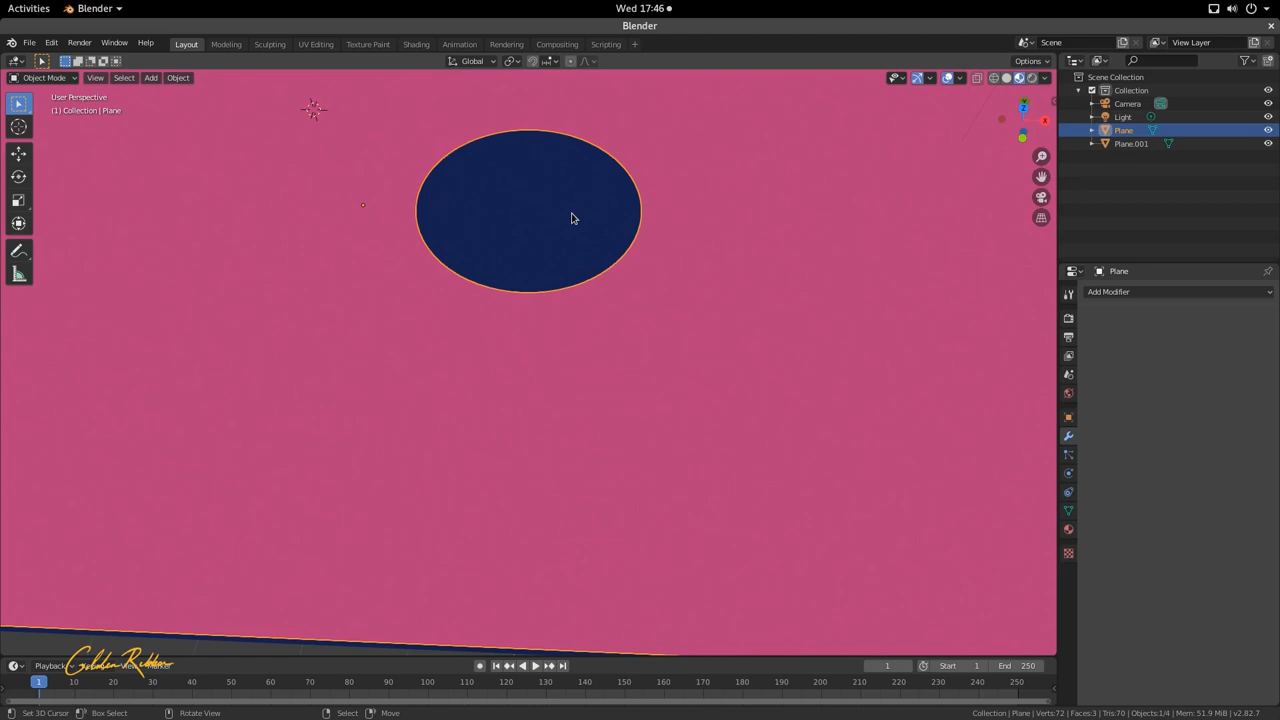 Activities Blender Wed 17:46
Blender
File Edit Render Window Help Layout Modeling Sculpting UV Editing Texture Paint Shading Animation Rendering Compositing Scripting + Scene View Layer
Global Options
Object Mode View Select Add Object
User Perspective
(1) Collection | Plane
Scene Collection
Collection
Camera
Light
Plane
Plane.001
Z
X
Plane
Add Modifier
Golden Ribbon
Playback 1 Start 1 End 250
1 10 20 30 40 50 60 70 80 90 100 110 120 130 140 150 160 170 180 190 200 210 220 230 240 250
Set 3D Cursor Box Select Rotate View Select Move Collection | Plane | Verts:72 | Faces:3 | Tris:70 | Objects:1/4 | Mem: 51.9 MiB | v2.82.7